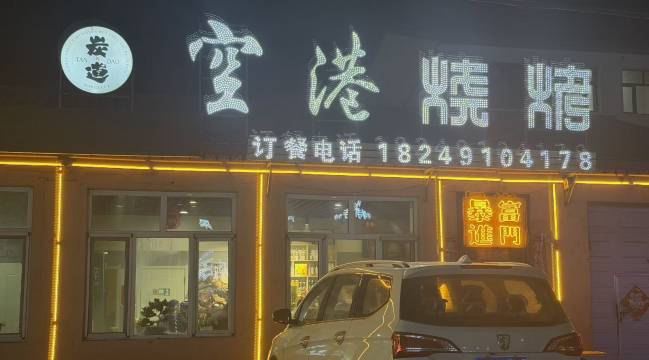 炭道
TAN DAO
空港烧烤
订餐电话 18249104178
暴富
進門